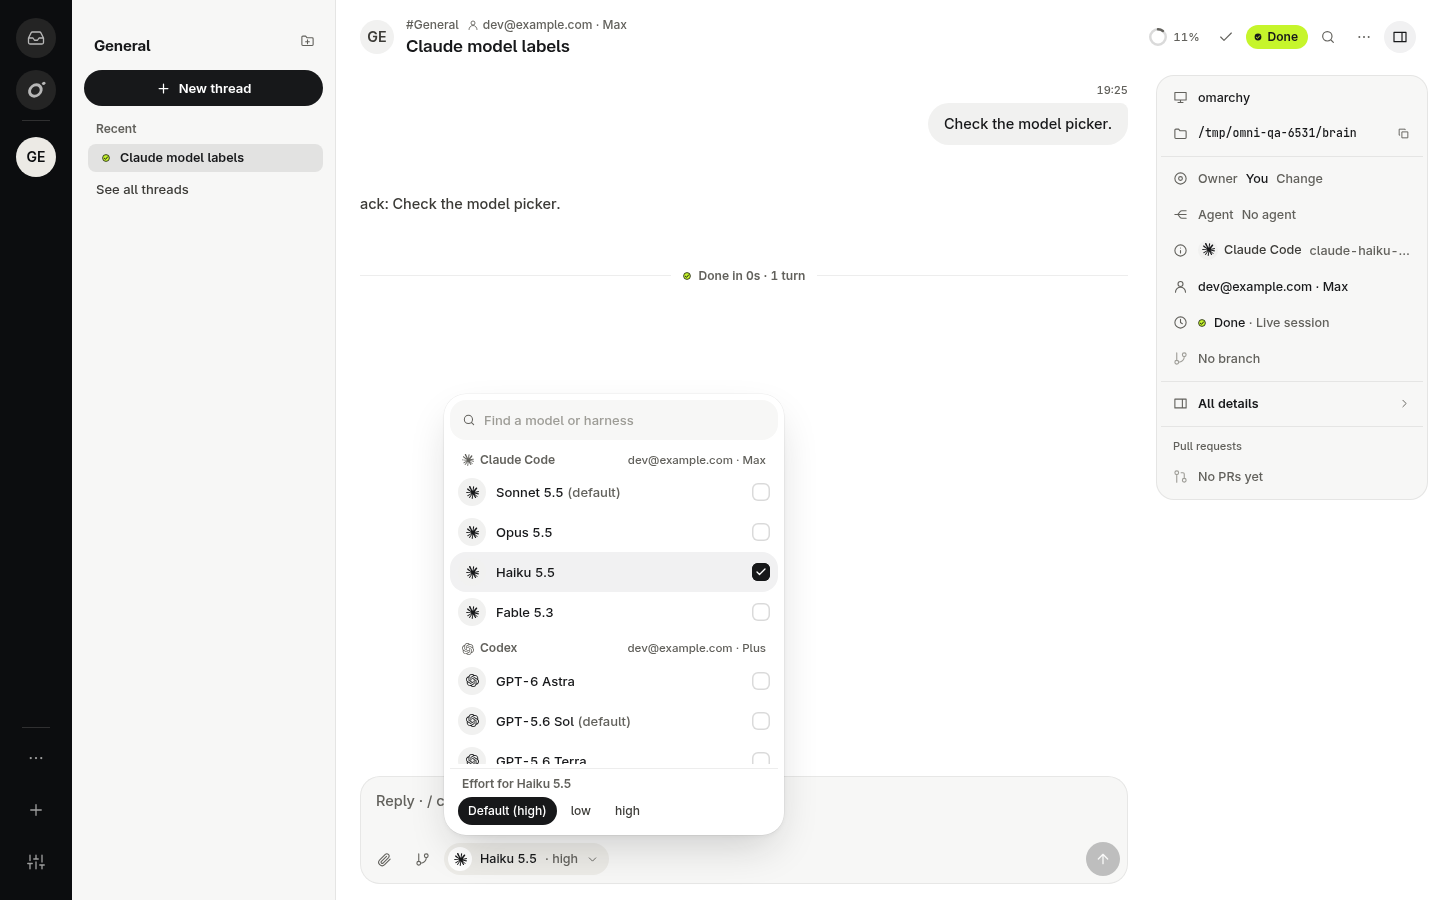 GE
General
New thread
Recent
Claude model labels
See all threads
GE
#General dev@example.com · Max
Claude model labels
11%
Done
19:25
Check the model picker.
ack: Check the model picker.
Done in 0s · 1 turn
Find a model or harness
Claude Code dev@example.com · Max
Sonnet 5.5 (default)
Opus 5.5
Haiku 5.5
Fable 5.3
Codex dev@example.com · Plus
GPT-6 Astra
GPT-5.6 Sol (default)
GPT-5.6 Terra
Effort for Haiku 5.5
Default (high) low high
Reply · / c
Haiku 5.5 · high
omarchy
/tmp/omni-qa-6531/brain
Owner You Change
Agent No agent
Claude Code claude-haiku-...
dev@example.com · Max
Done · Live session
No branch
All details
Pull requests
No PRs yet